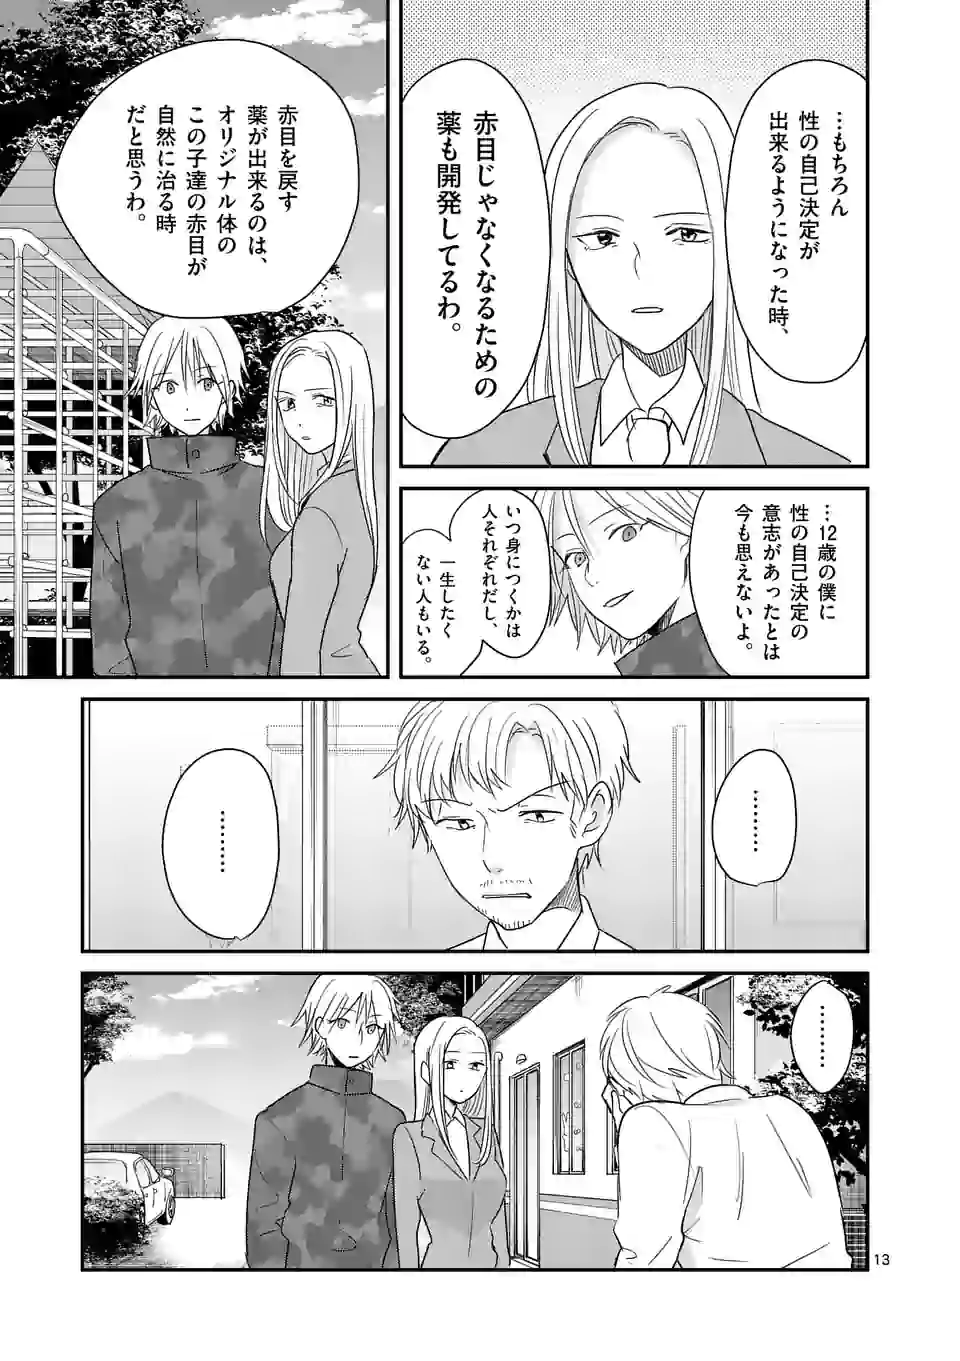 …もちろん
性の自己決定が
出来るようになった時、
赤目じゃなくなるための
薬も開発してるわ。
赤目を戻す
薬が出来るのは、
オリジナル体の
この子達の赤目が
自然に治る時
だと思うわ。
…12歳の僕に
性の自己決定の
意志があったとは
今も思えないよ。
いつ身につくかは
人それぞれだし、
一生したく
ない人もいる。
………
………
………
13